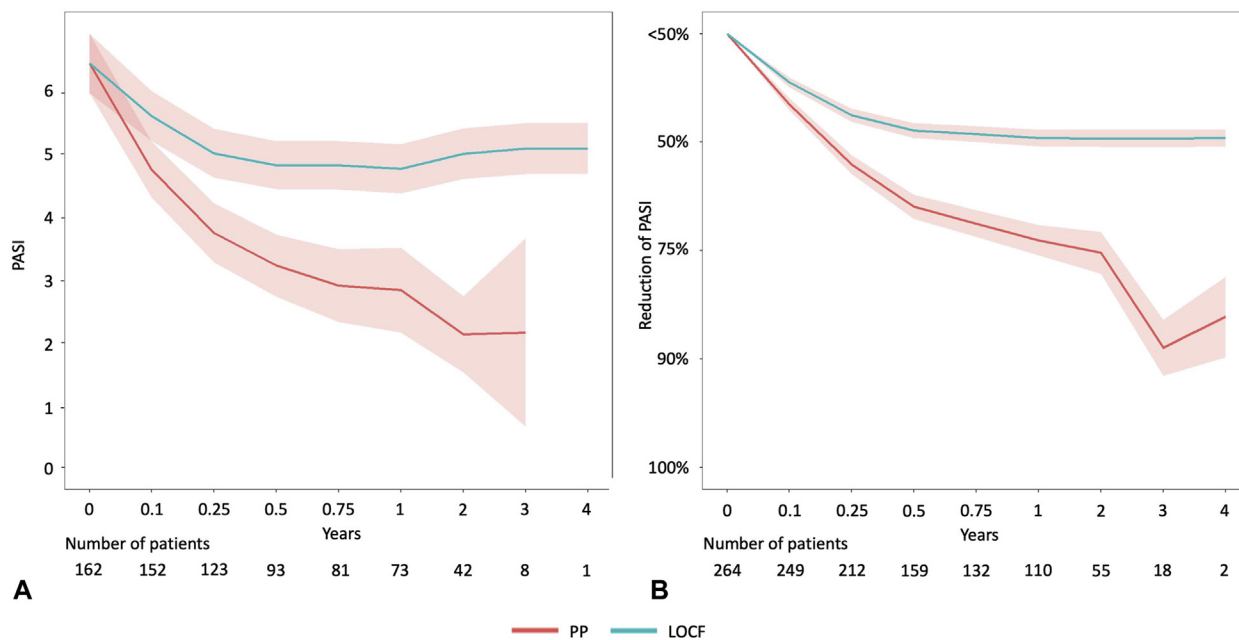 6
5
4
3
2
1
0
PASI
0 0.1 0.25 0.5 0.75 1 2 3 4
Years
Number of patients
162 152 123 93 81 73 42 8 1
A
<50%
50%
75%
90%
100%
Reduction of PASI
0 0.1 0.25 0.5 0.75 1 2 3 4
Years
Number of patients
264 249 212 159 132 110 55 18 2
B
PP LOCF